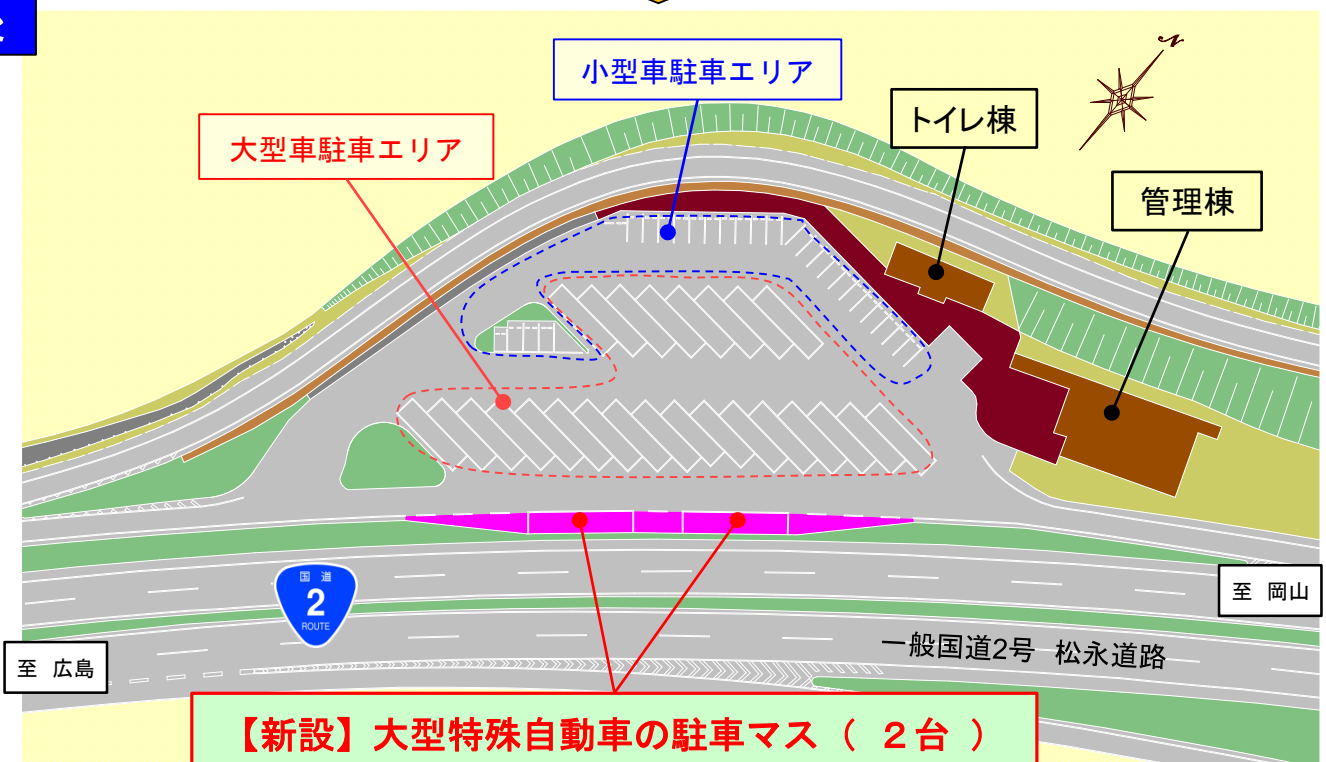 小型車駐車エリア
トイレ棟
大型車駐車エリア
管理棟
N
国道
2
ROUTE
至 岡山
至 広島
一般国道2号 松永道路
【新設】大型特殊自動車の駐車マス（ 2台 ）